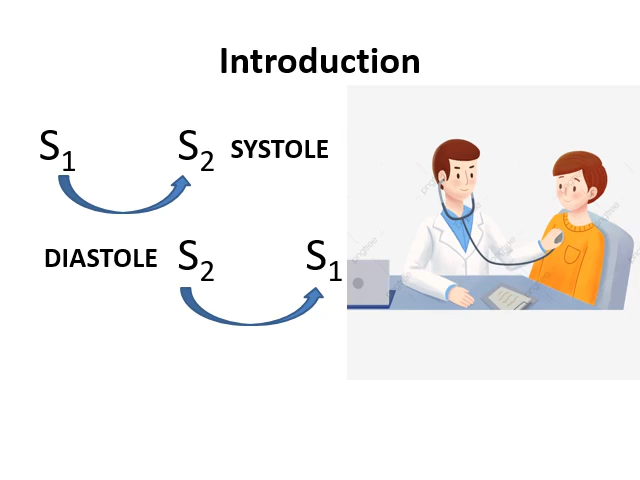 Introduction
S₁ S₂ SYSTOLE
DIASTOLE S₂ S₁